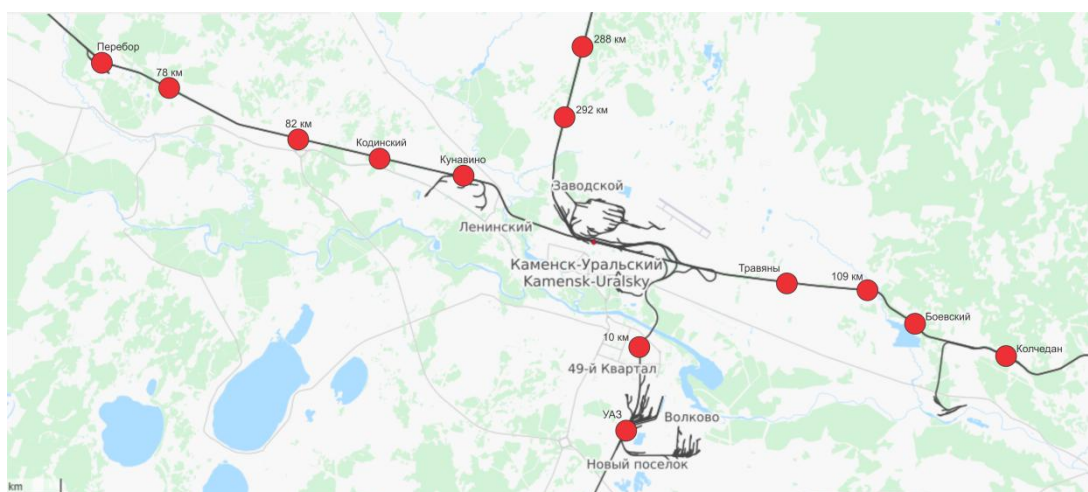 288 км
Перебор
78 км
292 км
82 км
Кодинский
Кунавино
Заводской
Ленинский
Каменск-Уральский
Kamensk-Uralsky
Травяны
109 км
Боевский
10 км
Колчедан
49-й Квартал
УАЗ
Волково
Новый поселок
km